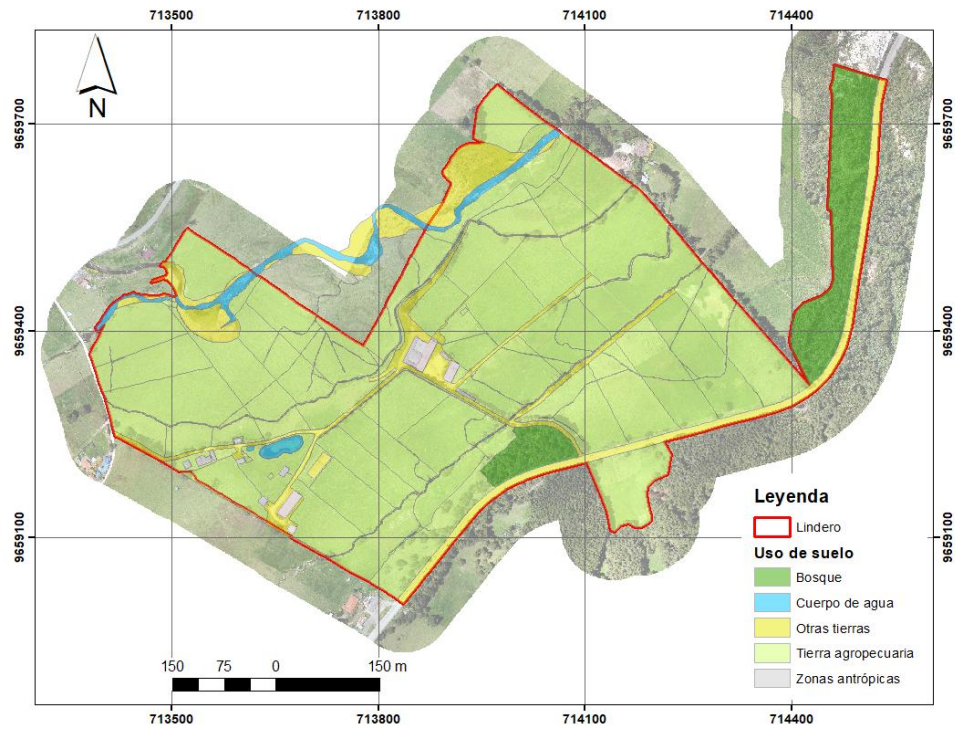 713500 713800 714100 714400
9659700 9659700
N
9659400 9659400
9659100 9659100
Leyenda
Lindero
Uso de suelo
Bosque
Cuerpo de agua
Otras tierras
Tierra agropecuaria
Zonas antrópicas
150 75 0 150 m
713500 713800 714100 714400